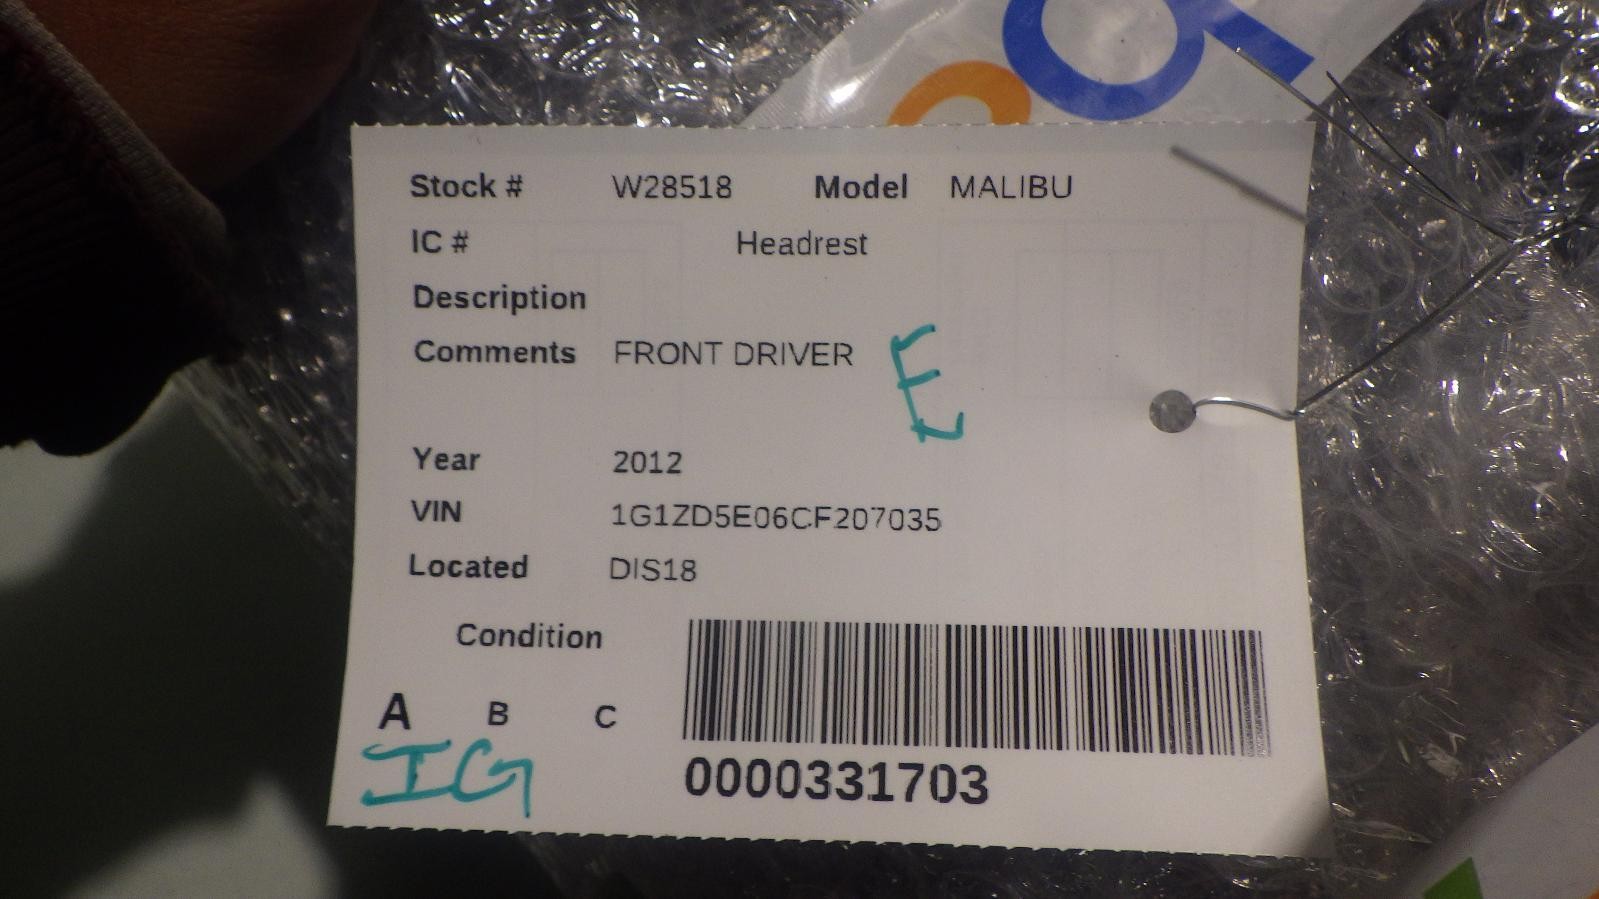 Stock # W28518 Model MALIBU
IC # Headrest
Description
Comments FRONT DRIVER E
Year 2012
VIN 1G1ZD5E06CF207035
Located DIS18
Condition
A B C
IG
0000331703